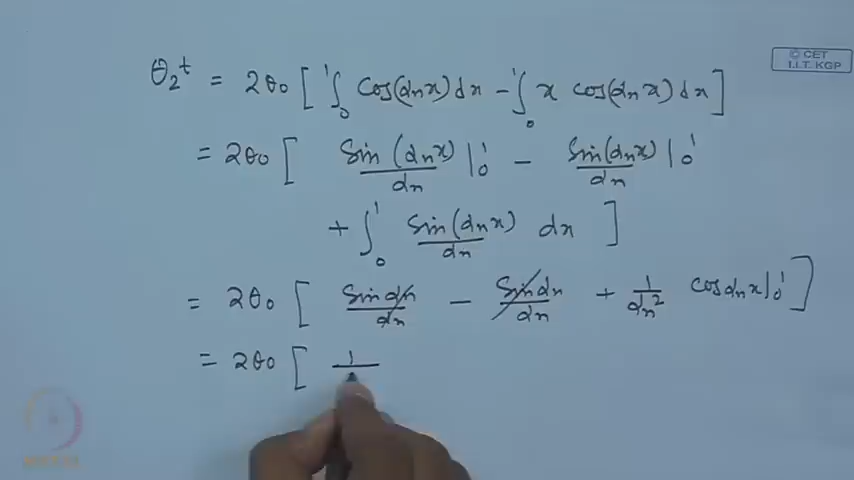 © CET
I.I.T. KGP
θ₂ᵗ = 2θ₀ [ ∫₀¹ cos(αₙx) dx - ∫₀¹ x cos(αₙx) dx ]
= 2θ₀ [ sin(αₙx)/αₙ |₀¹ - sin(αₙx)/αₙ |₀¹
+ ∫₀¹ sin(αₙx)/αₙ dx ]
= 2θ₀ [ sin αₙ/αₙ - sin αₙ/αₙ + 1/αₙ² cos αₙx |₀¹ ]
= 2θ₀ [ 1/